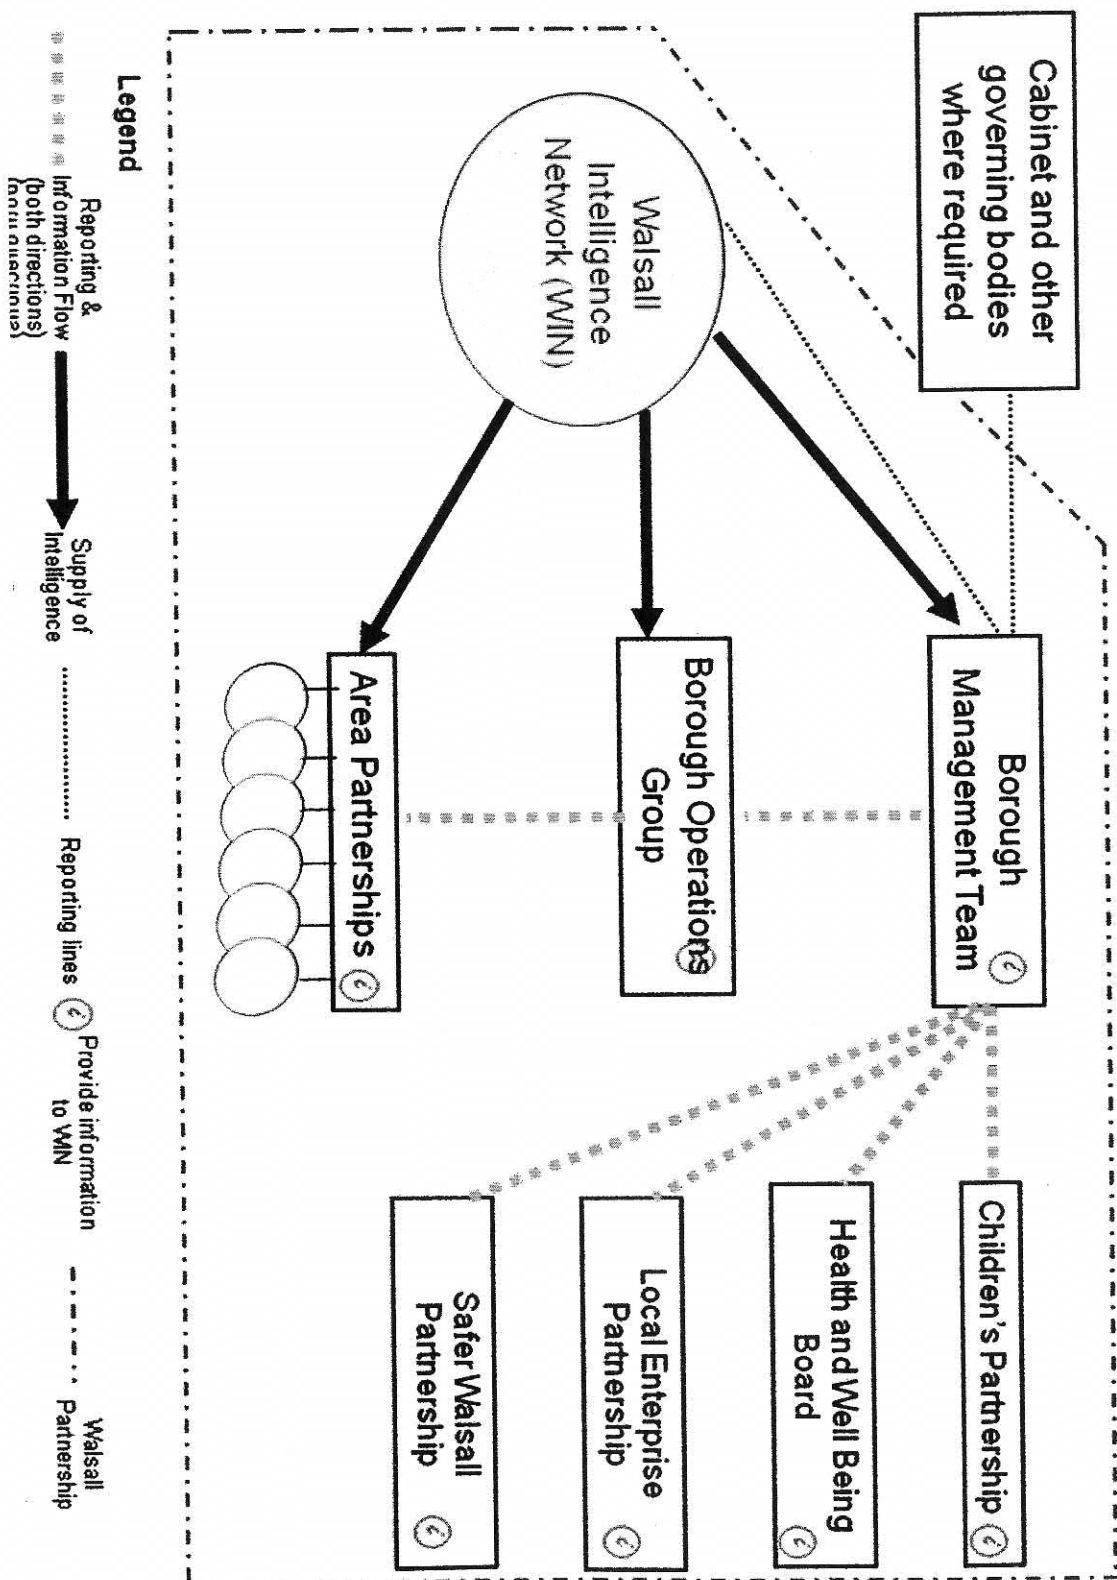 Cabinet and other
governing bodies
where required
Walsall
Intelligence
Network (WIN)
Borough
Management Team
i
Borough Operations
Group
i
Area Partnerships
i
Children's Partnership
i
Health and Well Being
Board
i
Local Enterprise
Partnership
i
Safer Walsall
Partnership
i
Legend
Reporting &
Information Flow
(both directions)
(both directions)
Supply of
Intelligence
Reporting lines
i
Provide information
to WIN
Walsall
Partnership